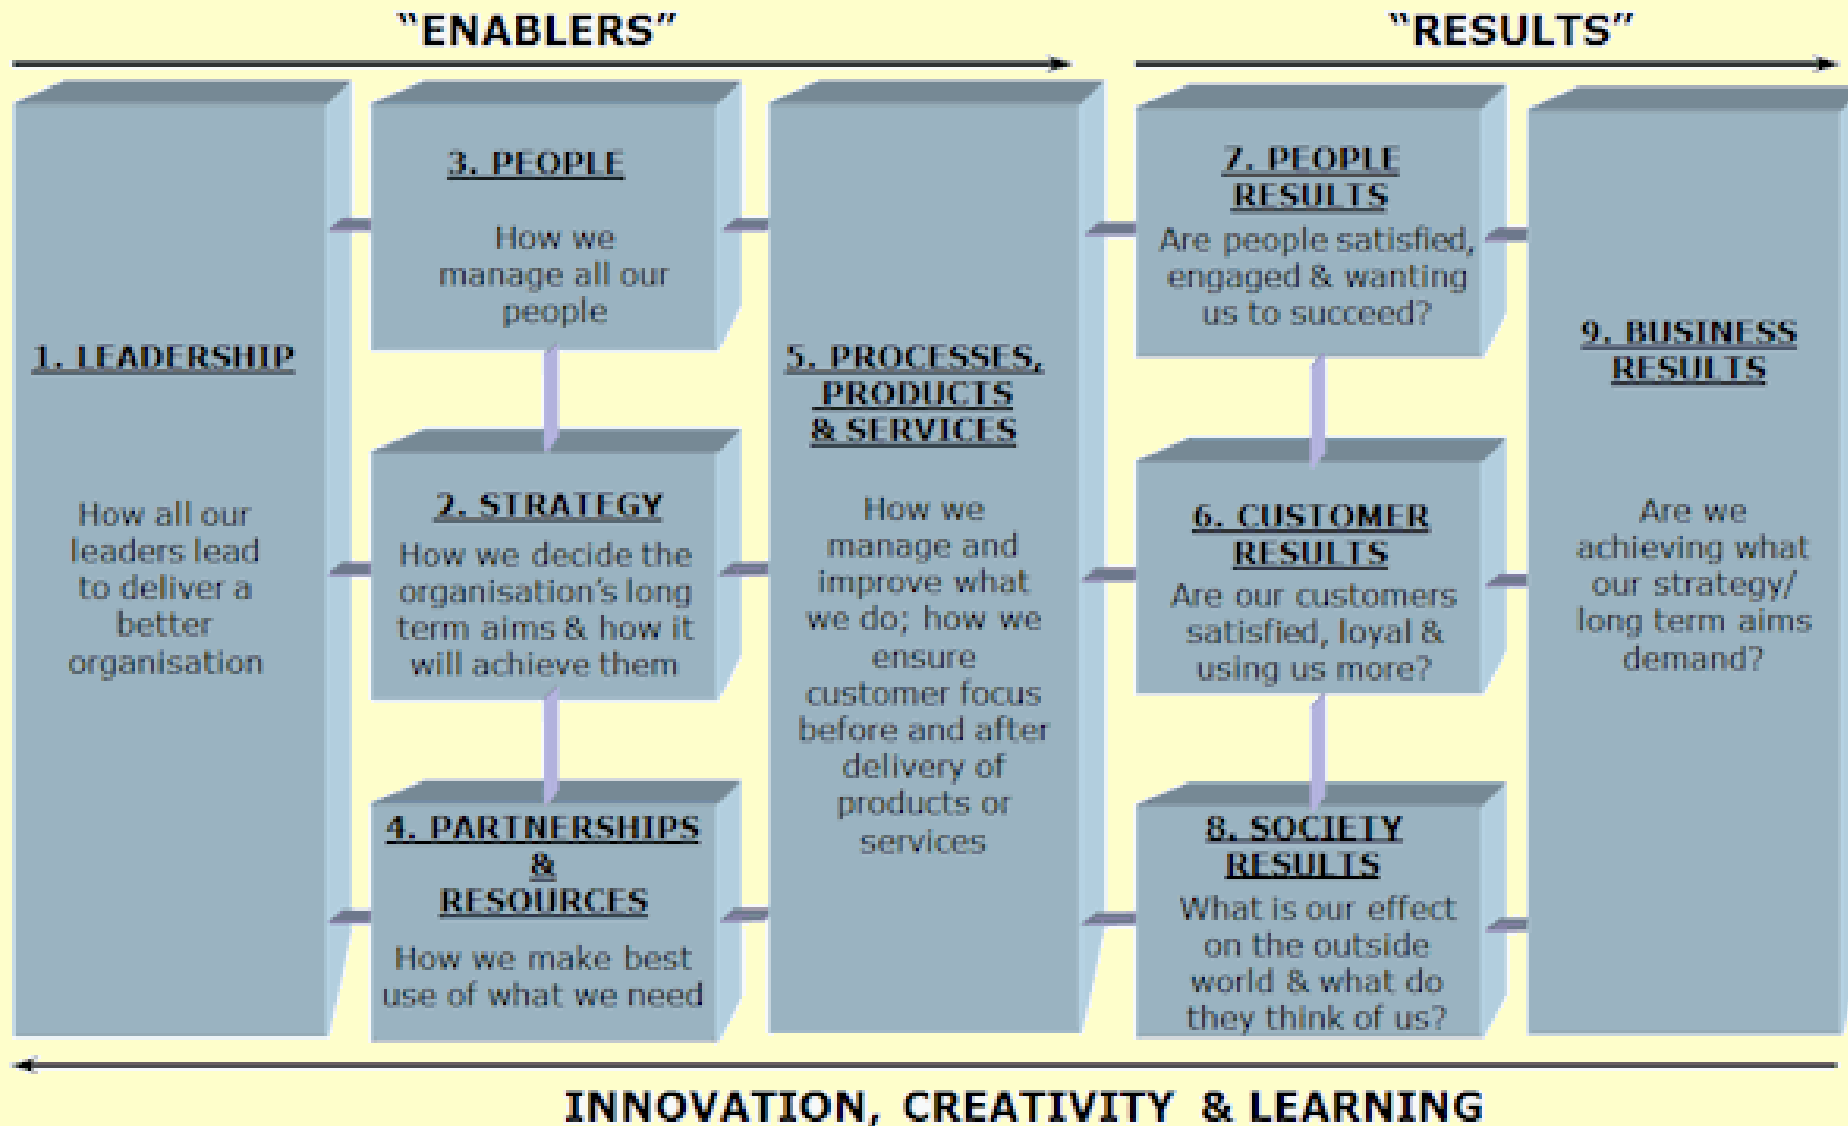 “ENABLERS”
“RESULTS”
1. LEADERSHIP
How all our
leaders lead
to deliver a
better
organisation
3. PEOPLE
How we
manage all our
people
2. STRATEGY
How we decide the
organisation’s long
term aims & how it
will achieve them
4. PARTNERSHIPS
&
RESOURCES
How we make best
use of what we need
5. PROCESSES,
PRODUCTS
& SERVICES
How we
manage and
improve what
we do; how we
ensure
customer focus
before and after
delivery of
products or
services
7. PEOPLE
RESULTS
Are people satisfied,
engaged & wanting
us to succeed?
6. CUSTOMER
RESULTS
Are our customers
satisfied, loyal &
using us more?
8. SOCIETY
RESULTS
What is our effect
on the outside
world & what do
they think of us?
9. BUSINESS
RESULTS
Are we
achieving what
our strategy/
long term aims
demand?
INNOVATION, CREATIVITY & LEARNING